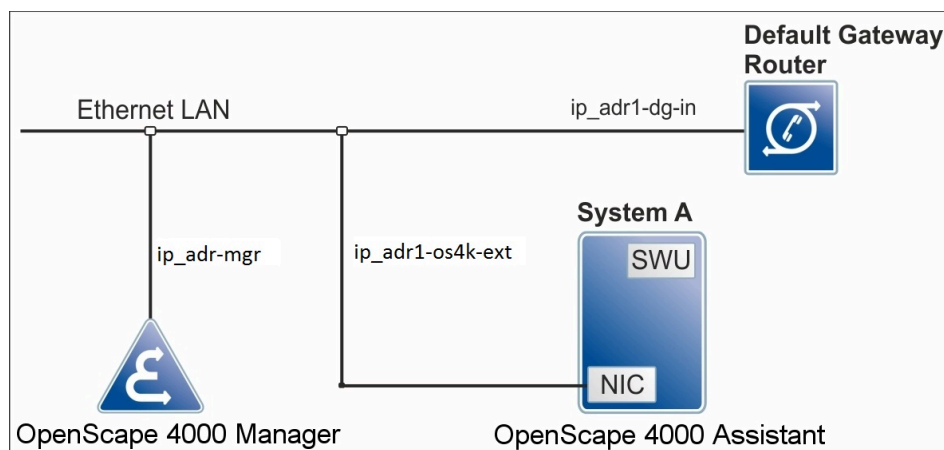 Default Gateway
Router
Ethernet LAN
ip_adr1-dg-in
System A
ip_adr-mgr
ip_adr1-os4k-ext
SWU
NIC
OpenScape 4000 Manager
OpenScape 4000 Assistant